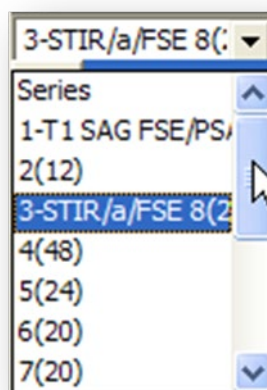 3-STIR/a/FSE 8(
Series
1-T1 SAG FSE/PS
2(12)
3-STIR/a/FSE 8(2
4(48)
5(24)
6(20)
7(20)